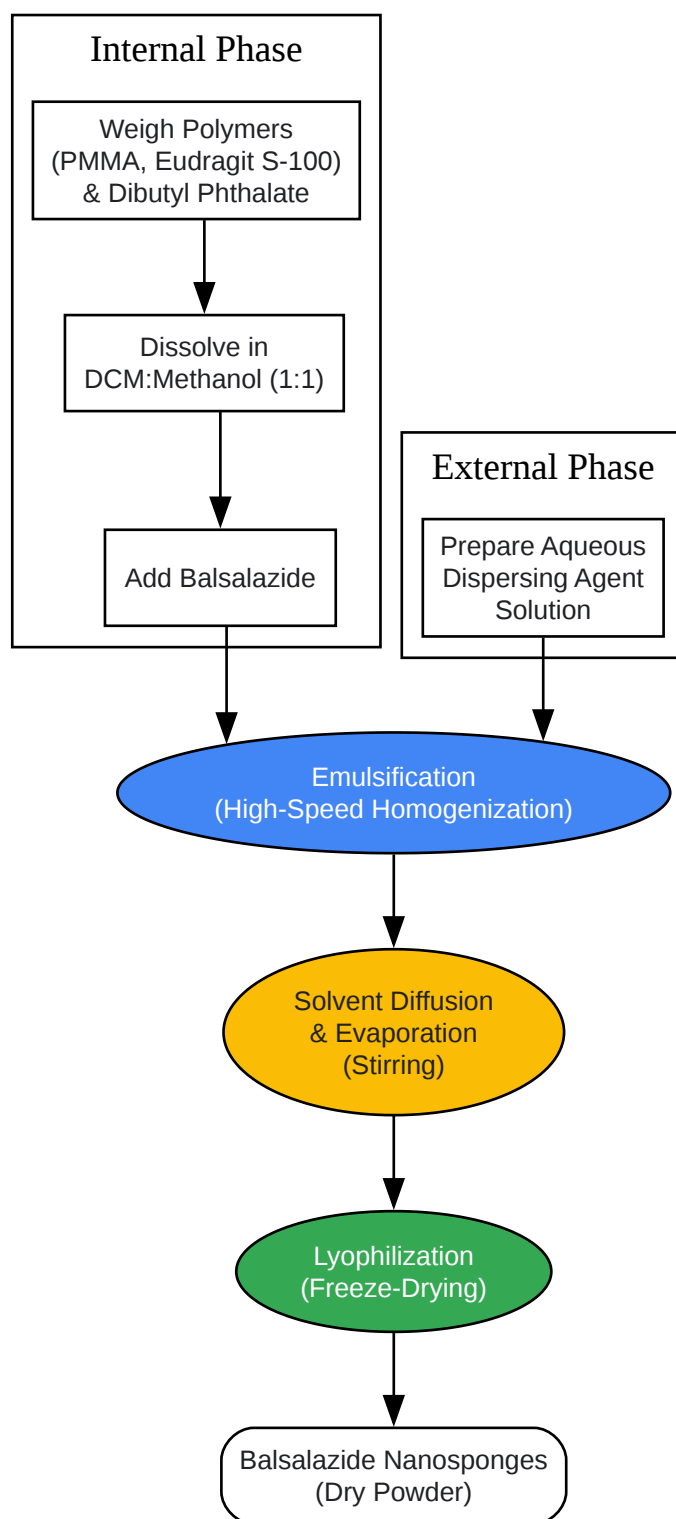 Internal Phase
Weigh Polymers
(PMMA, Eudragit S-100)
& Dibutyl Phthalate
Dissolve in
DCM:Methanol (1:1)
Add Balsalazide
External Phase
Prepare Aqueous
Dispersing Agent
Solution
Emulsification
(High-Speed Homogenization)
Solvent Diffusion
& Evaporation
(Stirring)
Lyophilization
(Freeze-Drying)
Balsalazide Nanosponges
(Dry Powder)